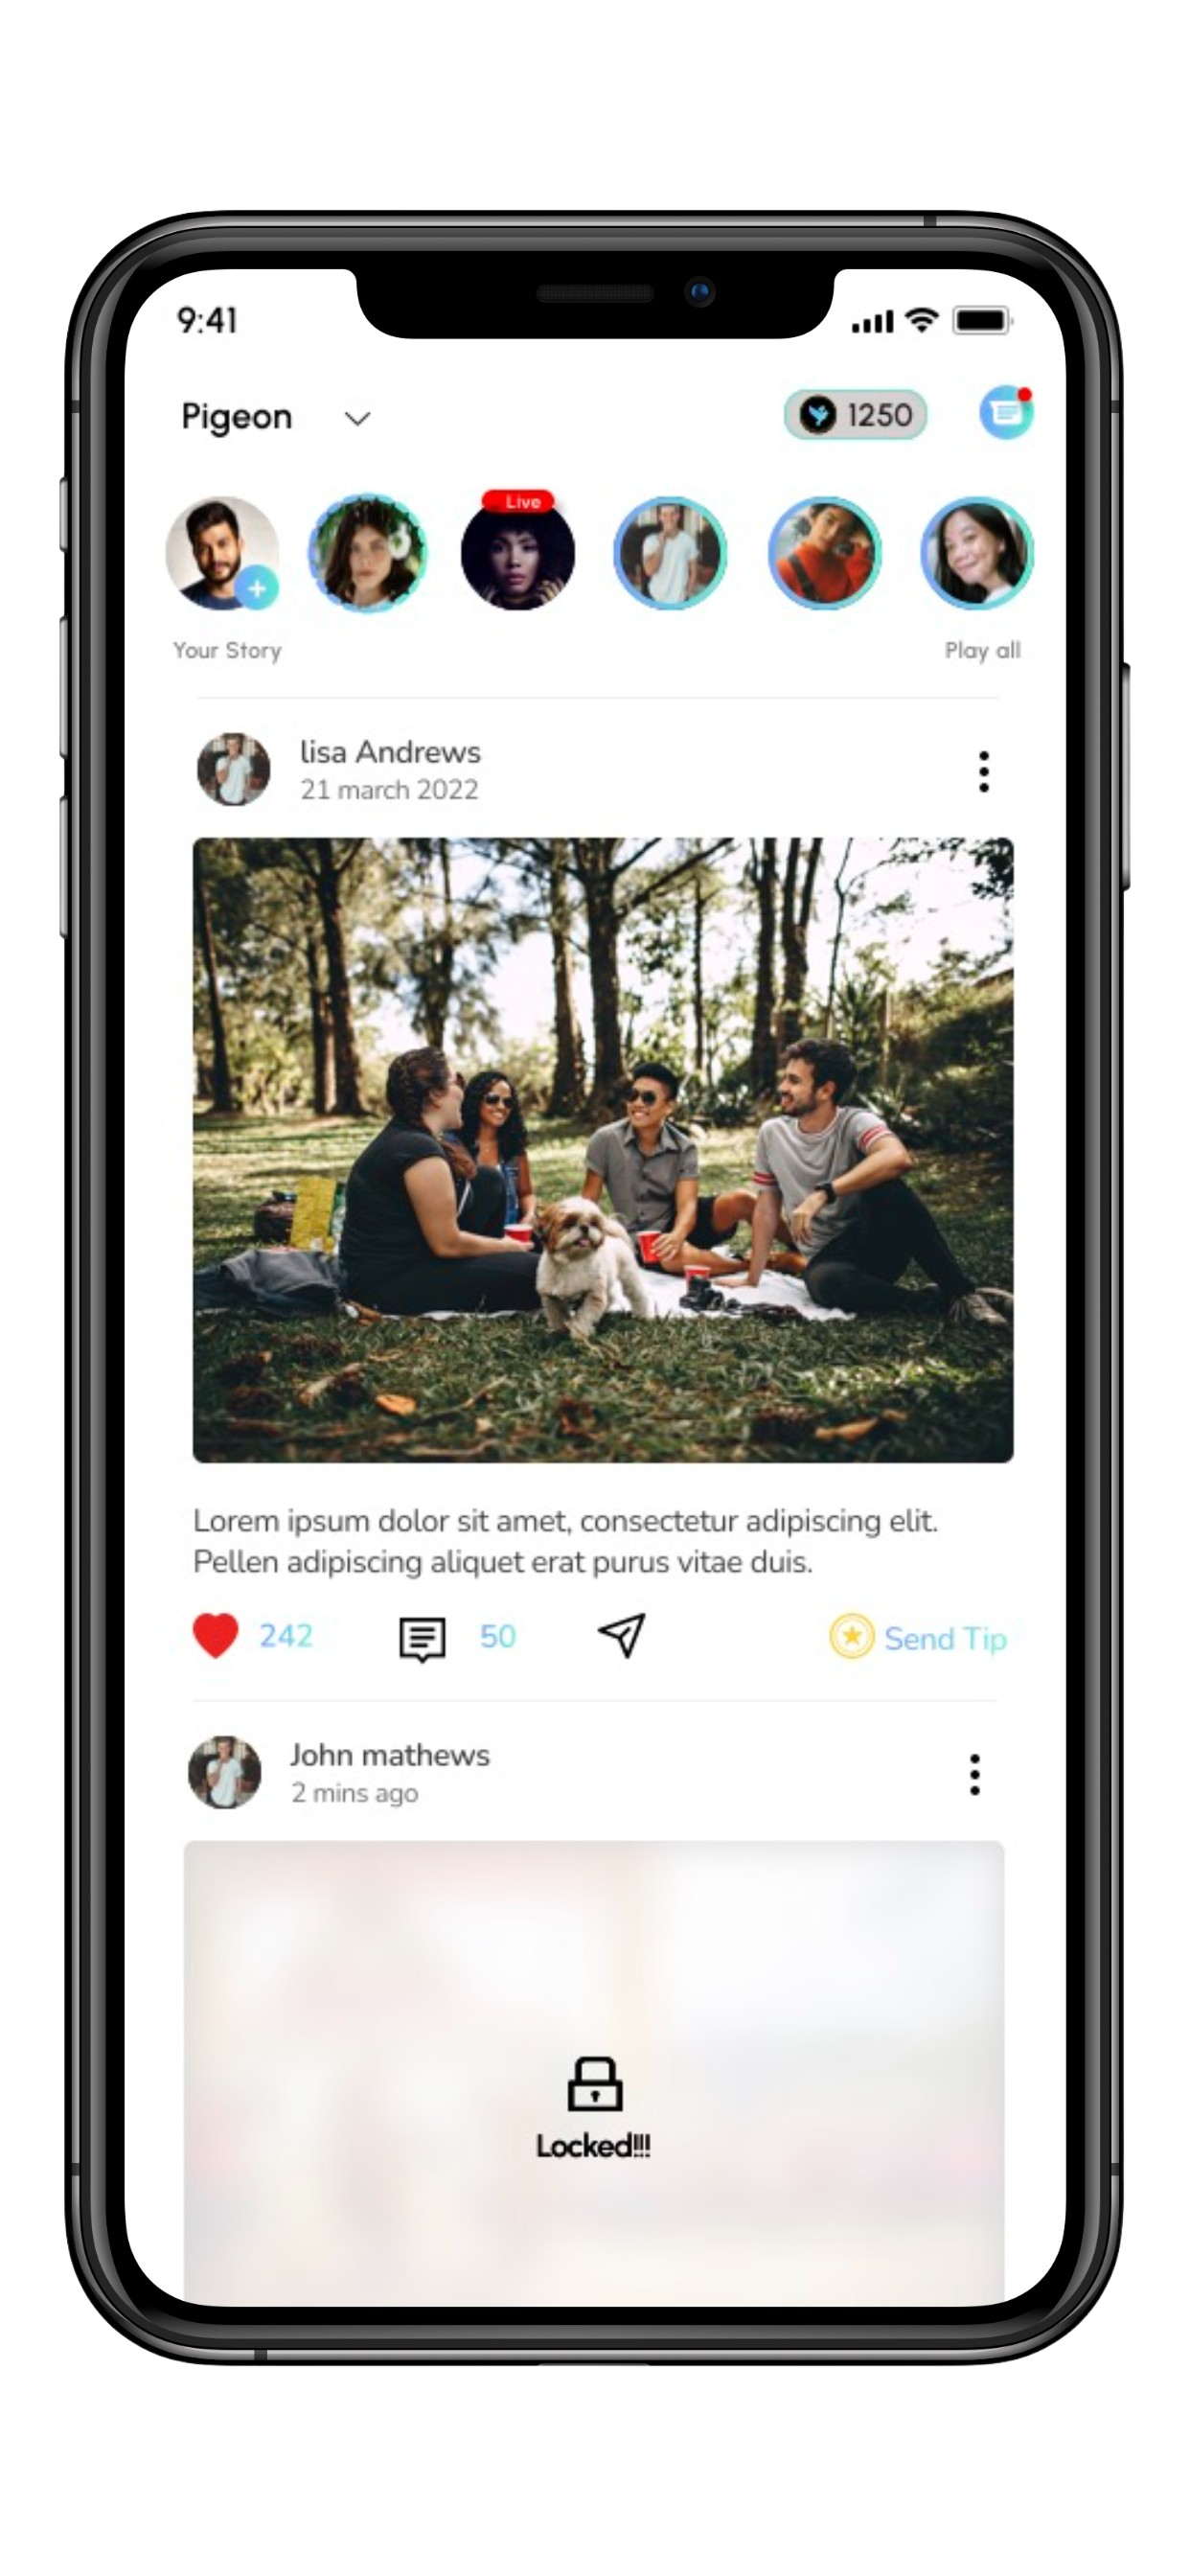 9:41
Pigeon
1250
Live
Your Story
Play all
lisa Andrews
21 march 2022
Lorem ipsum dolor sit amet, consectetur adipiscing elit.
Pellen adipiscing aliquet erat purus vitae duis.
242
50
Send Tip
John mathews
2 mins ago
Locked!!!